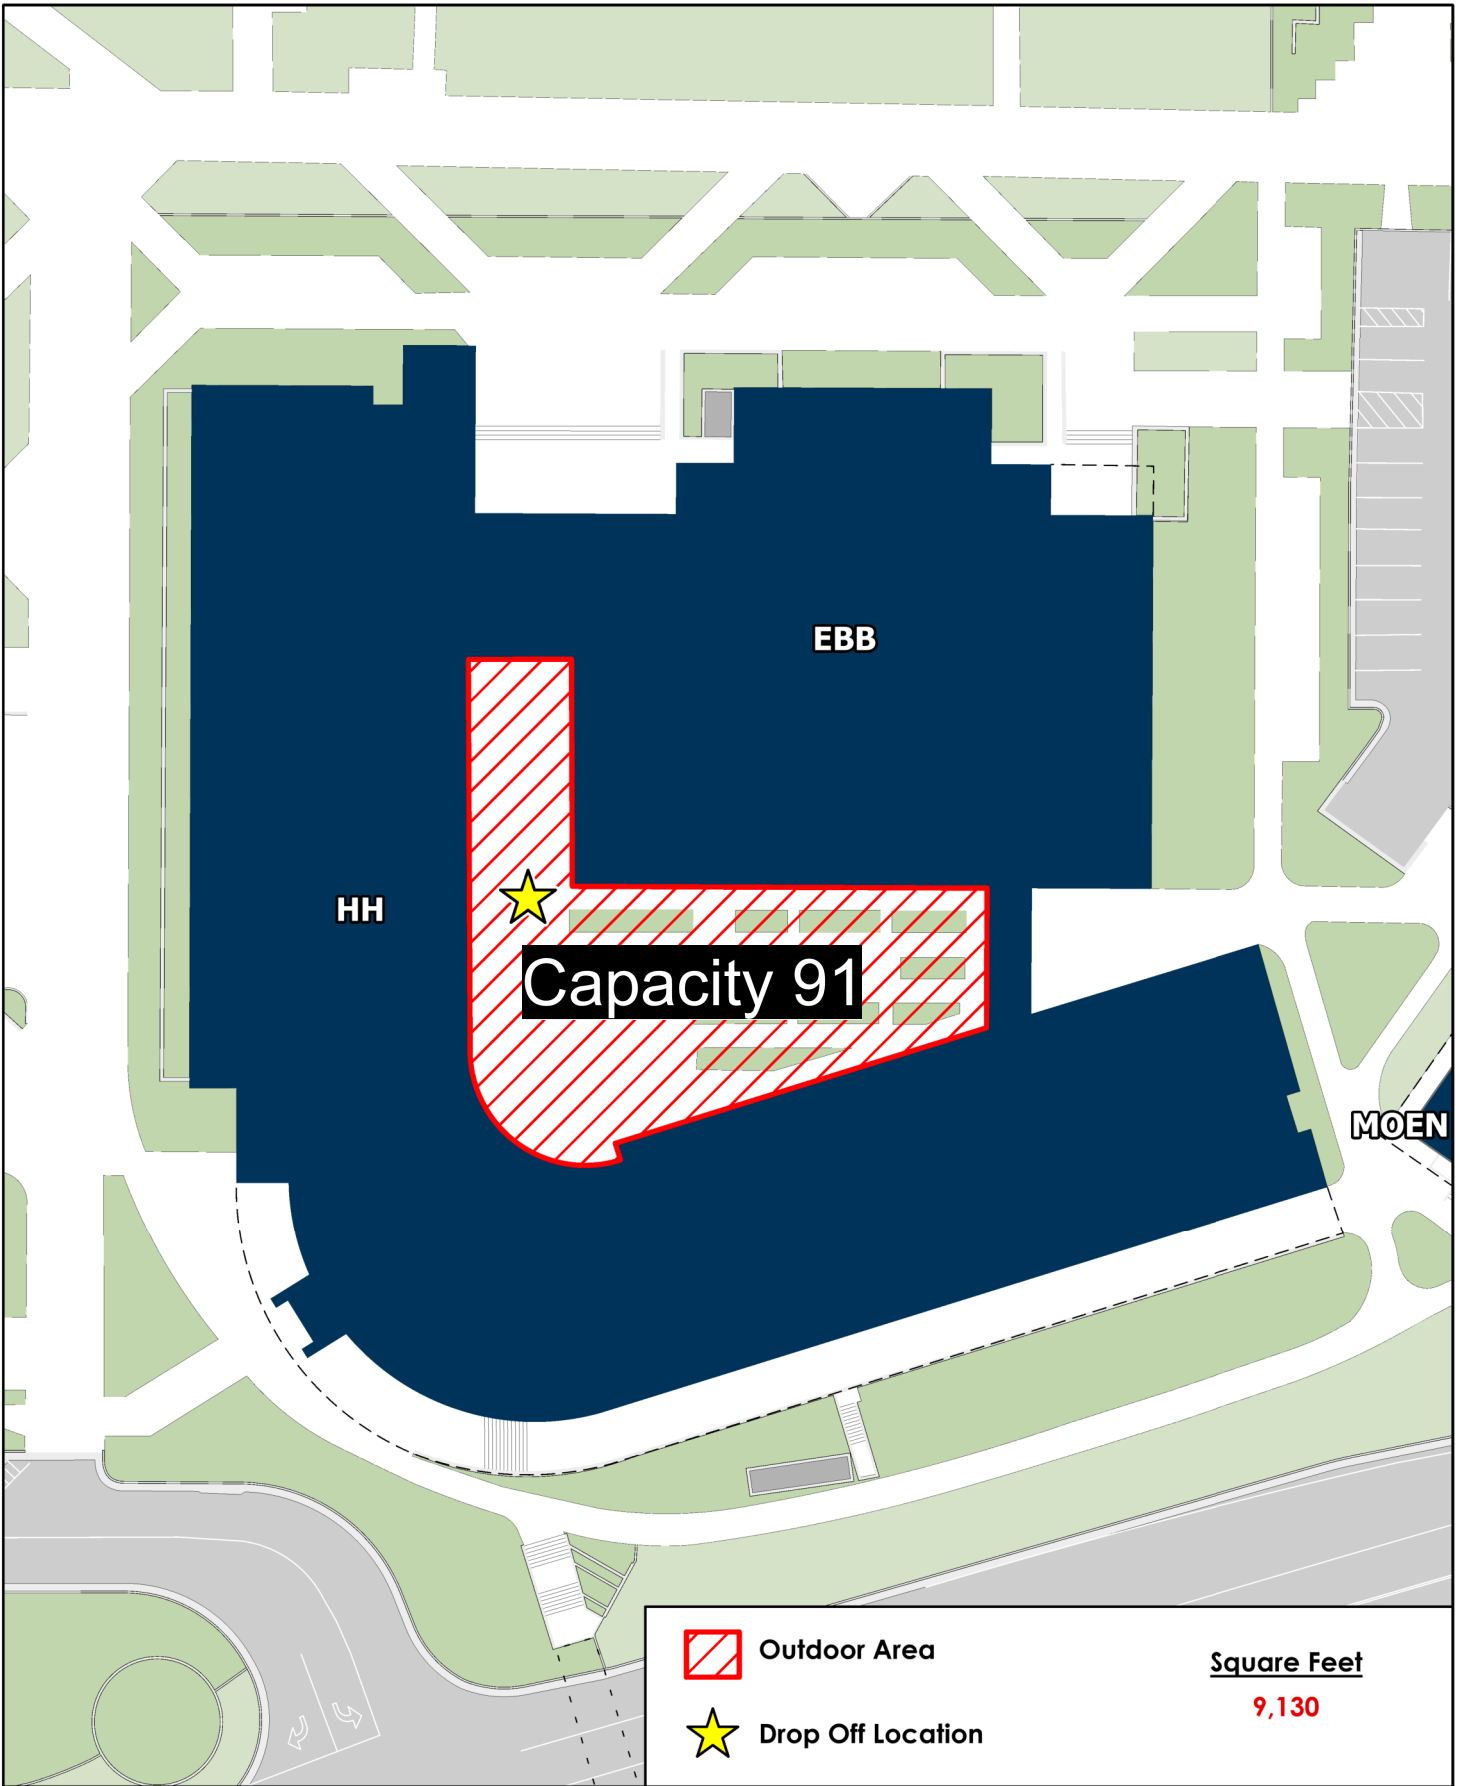 EBB
HH
Capacity 91
MOEN
Outdoor Area
Square Feet
9,130
Drop Off Location